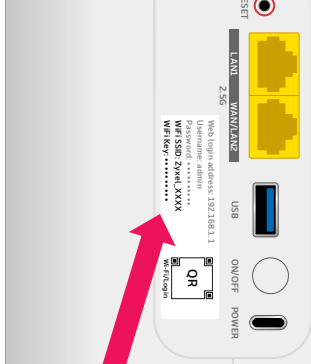 RESET
LAN1
WAN/LAN2
2.5G
USB
ON/OFF
POWER
Web login address: 192.168.1.1
Username: admin
Password: ••••••••••
WiFi SSID: Zyxel_XXXX
WiFi Key: ••••••••••
QR
Wi-Fi/Login